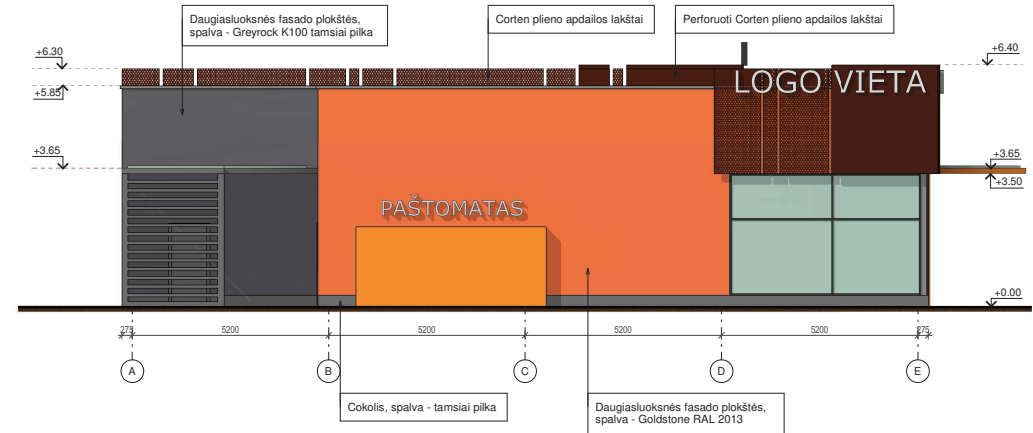 Daugiasluoksnės fasado plokštės,
spalva - Greyrock K100 tamsiai pilka
Corten plieno apdailos lakštai
Perforuoti Corten plieno apdailos lakštai
+6.30
+5.85
+3.65
+6.40
LOGO VIETA
+3.65
+3.50
PAŠTOMATAS
+0.00
275 5200 5200 5200 5200 275
A B C D E
Cokolis, spalva - tamsiai pilka
Daugiasluoksnės fasado plokštės,
spalva - Goldstone RAL 2013